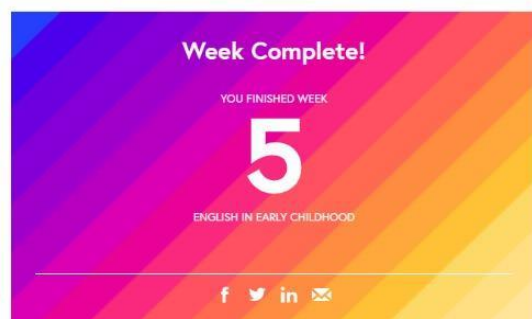 Week Complete!
YOU FINISHED WEEK
5
ENGLISH IN EARLY CHILDHOOD